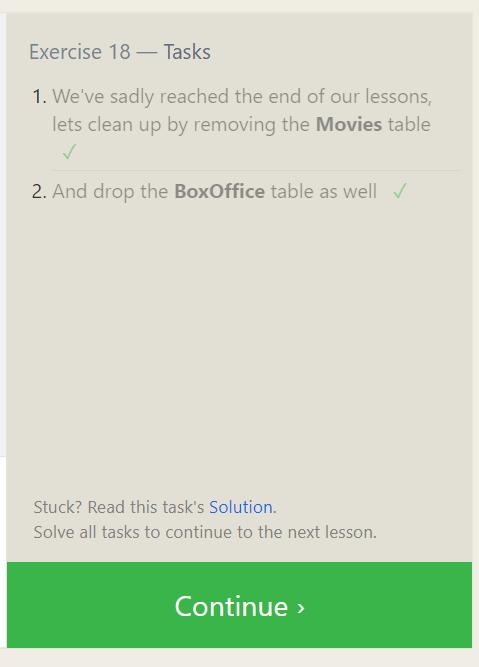 Exercise 18 — Tasks
1. We've sadly reached the end of our lessons,
lets clean up by removing the Movies table
✓
2. And drop the BoxOffice table as well ✓
Stuck? Read this task's Solution.
Solve all tasks to continue to the next lesson.
Continue ›